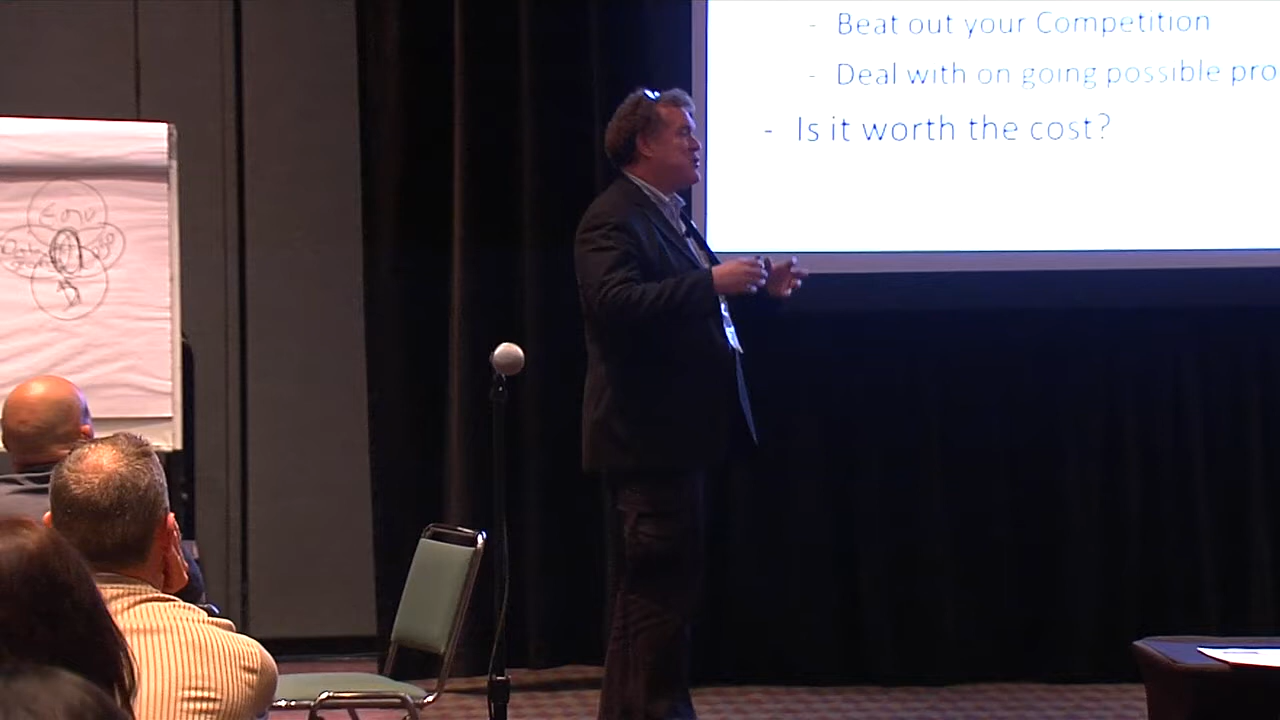 - Beat out your Competition
- Deal with on going possible pro
- Is it worth the cost?